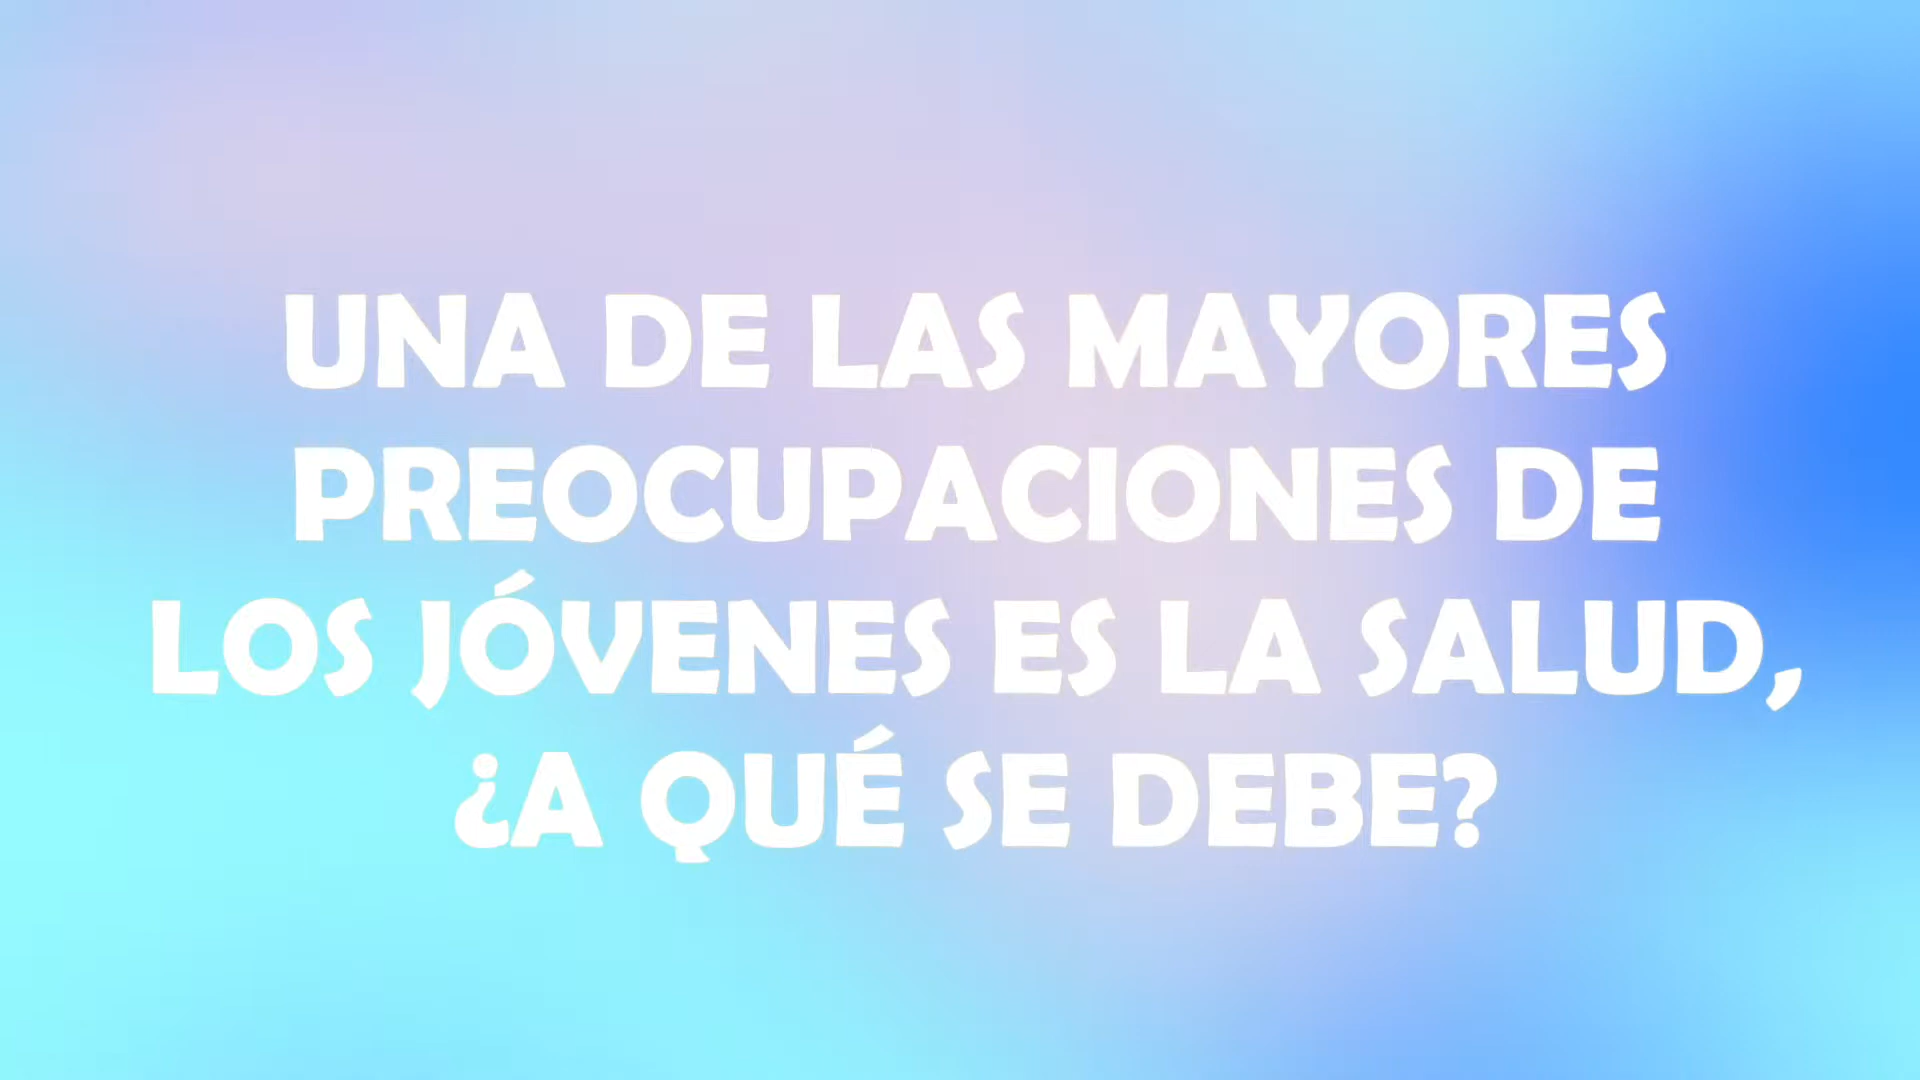 UNA DE LAS MAYORES
PREOCUPACIONES DE
LOS JÓVENES ES LA SALUD,
¿A QUÉ SE DEBE?